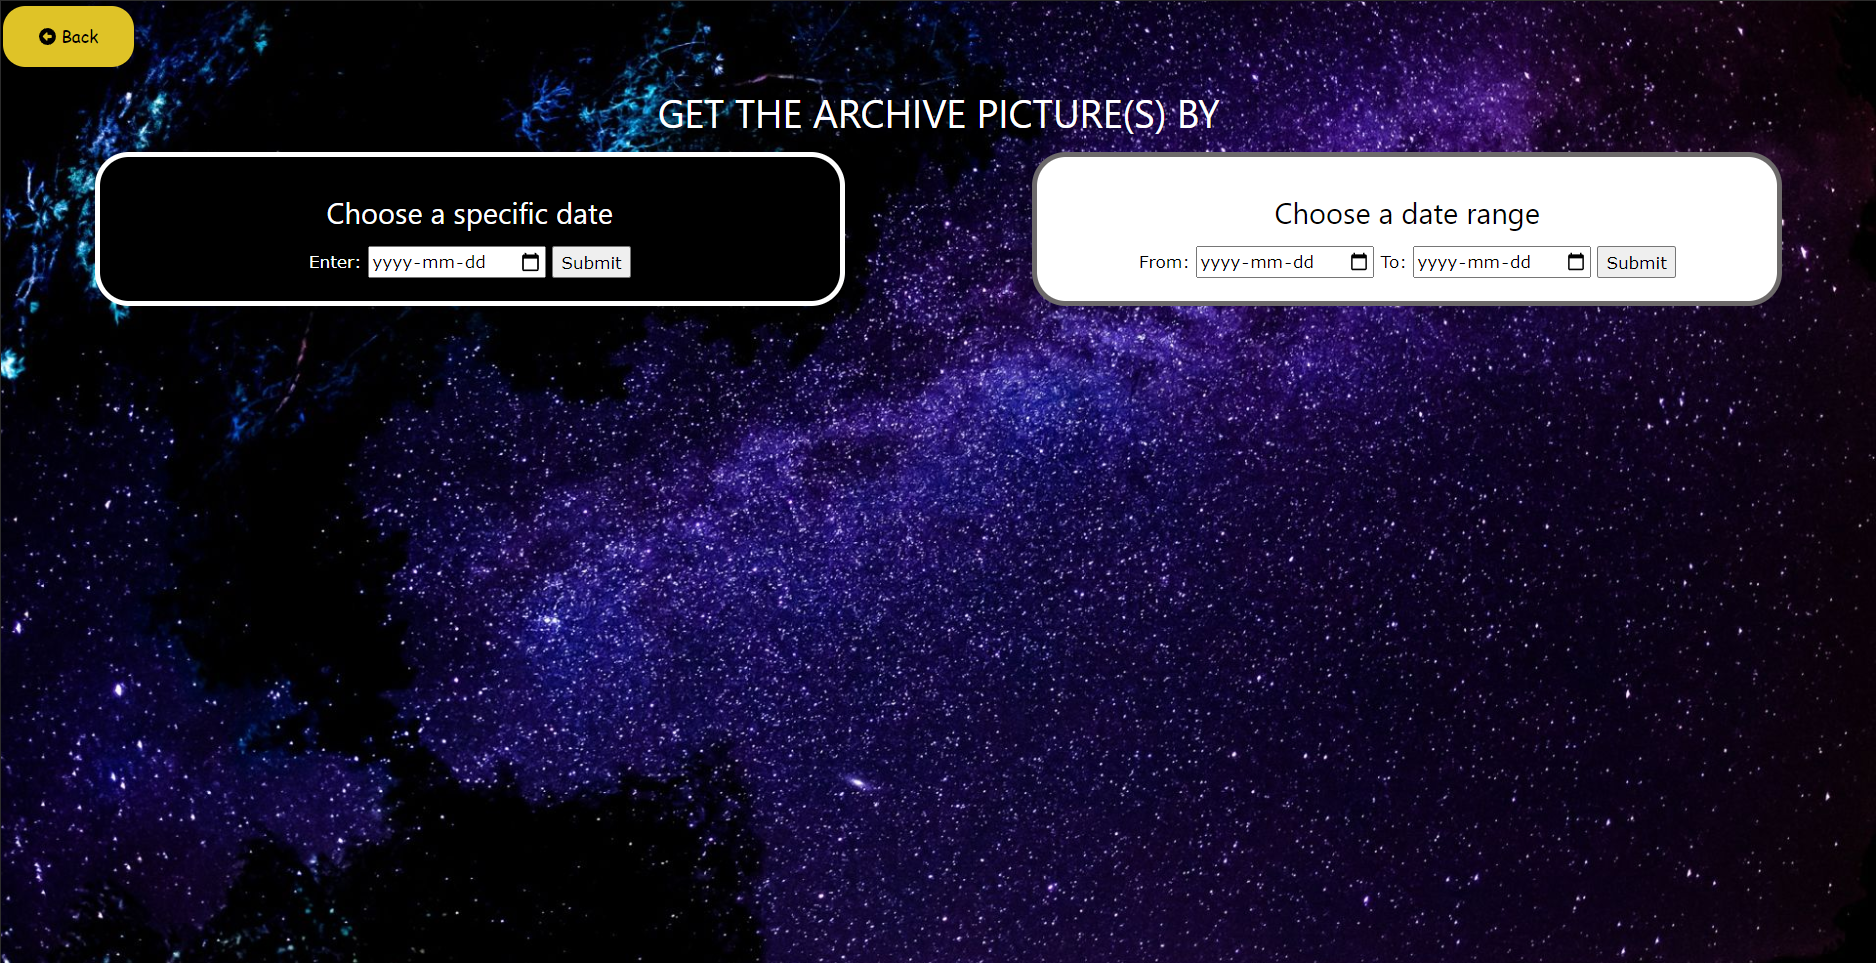 Back
GET THE ARCHIVE PICTURE(S) BY
Choose a specific date
Enter: yyyy-mm-dd Submit
Choose a date range
From: yyyy-mm-dd To: yyyy-mm-dd Submit